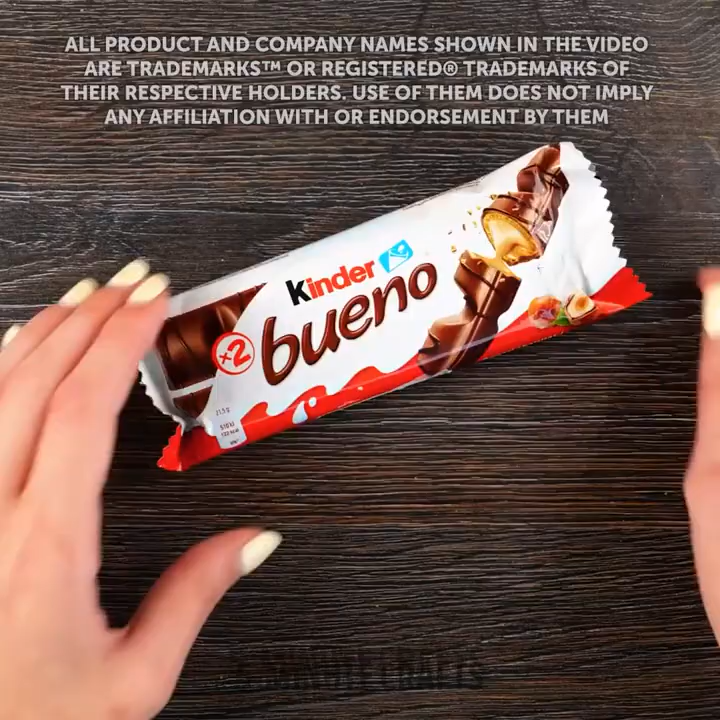 ALL PRODUCT AND COMPANY NAMES SHOWN IN THE VIDEO
ARE TRADEMARKS™ OR REGISTERED® TRADEMARKS OF
THEIR RESPECTIVE HOLDERS. USE OF THEM DOES NOT IMPLY
ANY AFFILIATION WITH OR ENDORSEMENT BY THEM
Kinder
bueno
×2